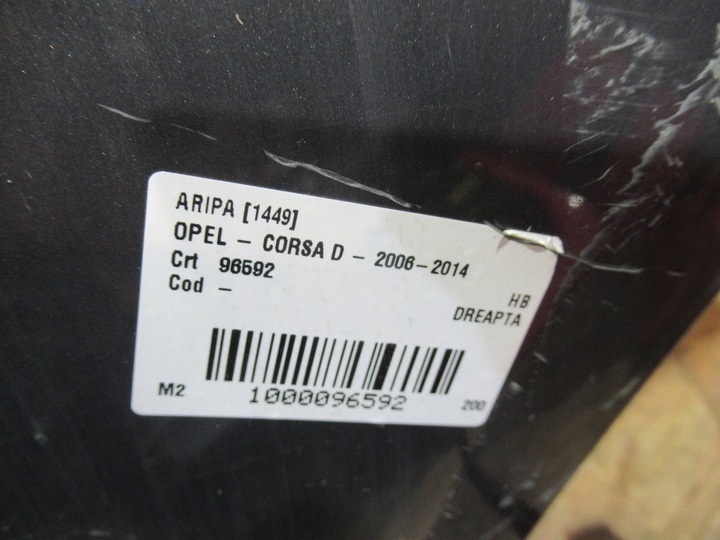 ARIPA [1449]
OPEL - CORSA D - 2006-2014
Crt 96592
Cod -
HB
DREAPTA
M2
1000096592
200